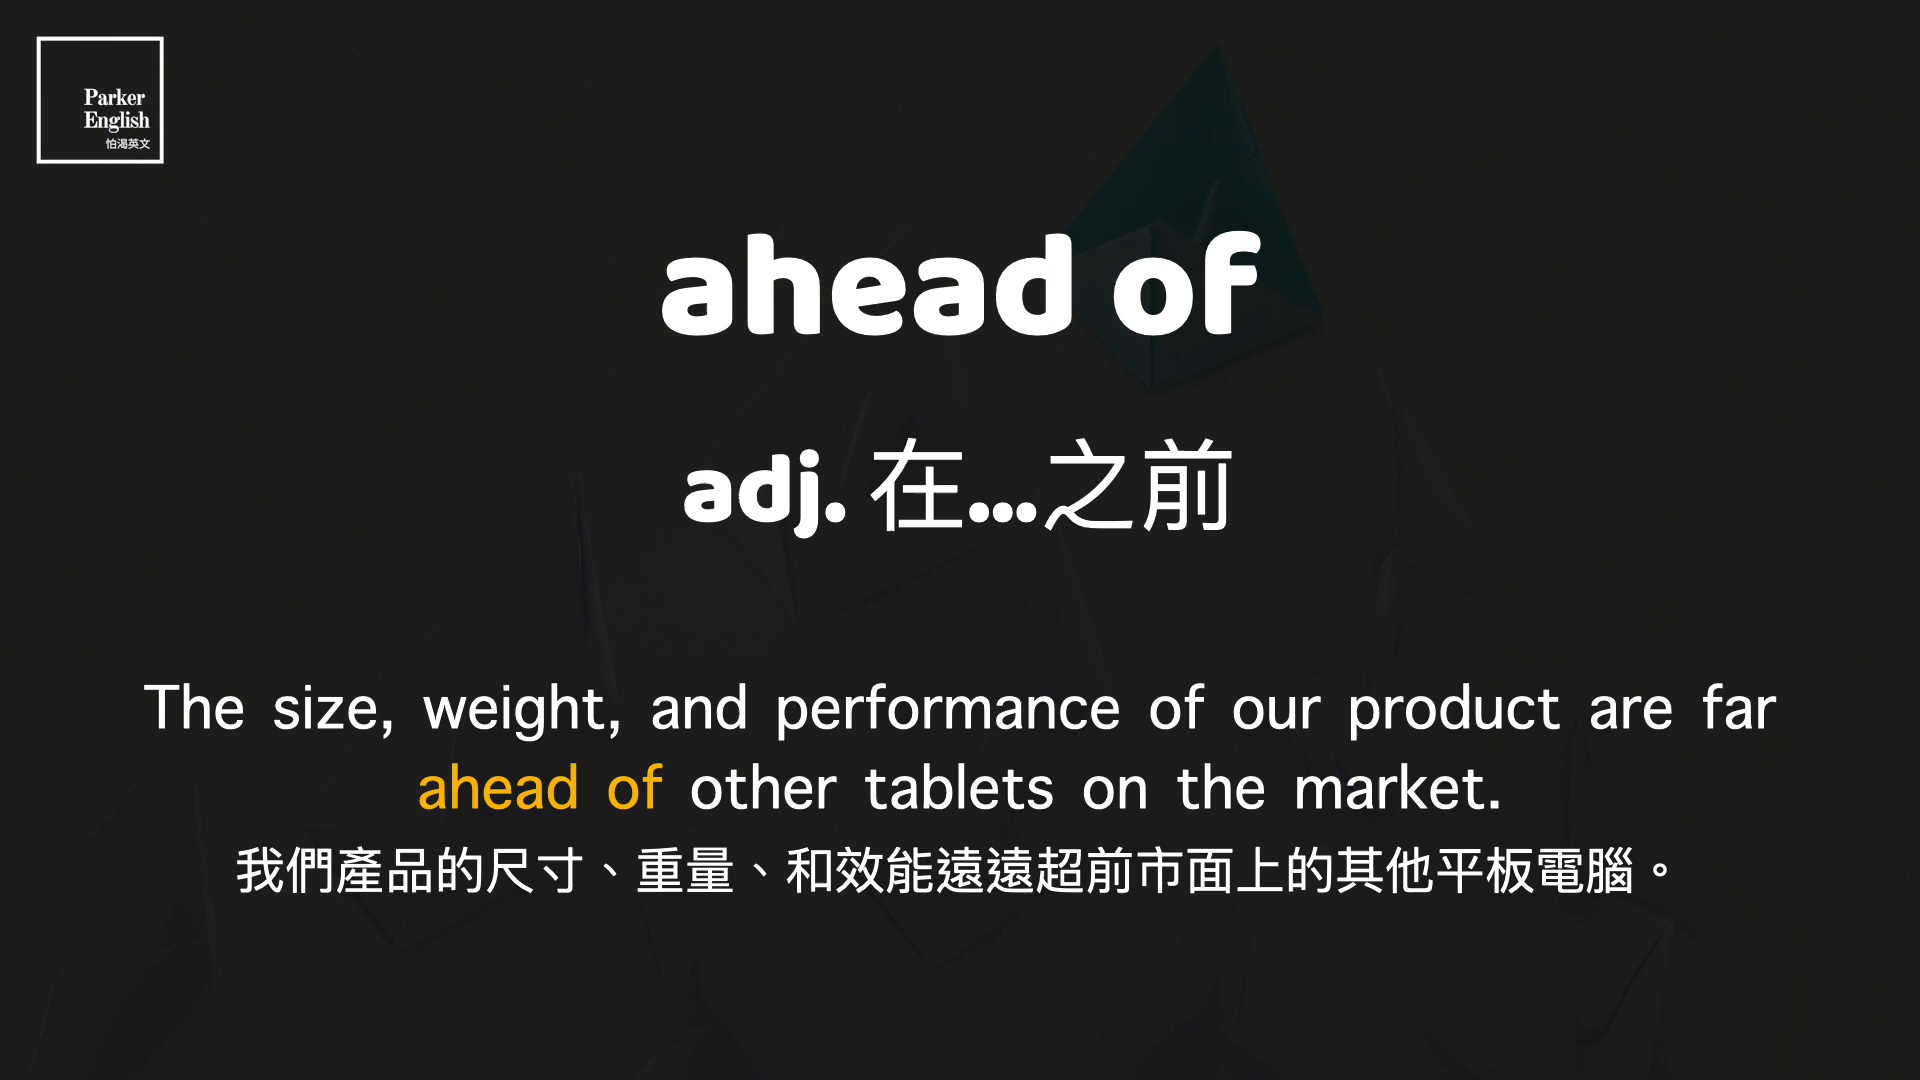 Parker
English
怕渴英文
ahead of
adj. 在...之前
The size, weight, and performance of our product are far
ahead of other tablets on the market.
我們產品的尺寸、重量、和效能遠遠超前市面上的其他平板電腦。